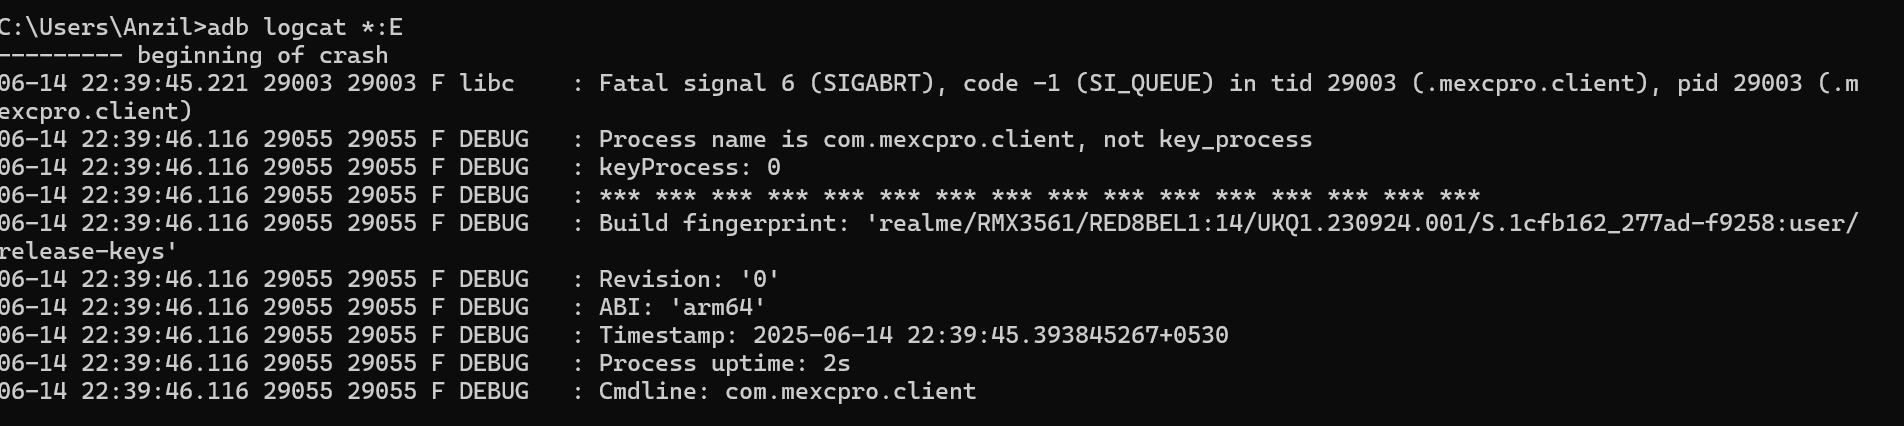 C:\Users\Anzil>adb logcat *:E
--------- beginning of crash
06-14 22:39:45.221 29003 29003 F libc    : Fatal signal 6 (SIGABRT), code -1 (SI_QUEUE) in tid 29003 (.mexcpro.client), pid 29003 (.m
excpro.client)
06-14 22:39:46.116 29055 29055 F DEBUG   : Process name is com.mexcpro.client, not key_process
06-14 22:39:46.116 29055 29055 F DEBUG   : keyProcess: 0
06-14 22:39:46.116 29055 29055 F DEBUG   : *** *** *** *** *** *** *** *** *** *** *** *** *** *** *** ***
06-14 22:39:46.116 29055 29055 F DEBUG   : Build fingerprint: 'realme/RMX3561/RED8BEL1:14/UKQ1.230924.001/S.1cfb162_277ad-f9258:user/
release-keys'
06-14 22:39:46.116 29055 29055 F DEBUG   : Revision: '0'
06-14 22:39:46.116 29055 29055 F DEBUG   : ABI: 'arm64'
06-14 22:39:46.116 29055 29055 F DEBUG   : Timestamp: 2025-06-14 22:39:45.393845267+0530
06-14 22:39:46.116 29055 29055 F DEBUG   : Process uptime: 2s
06-14 22:39:46.116 29055 29055 F DEBUG   : Cmdline: com.mexcpro.client